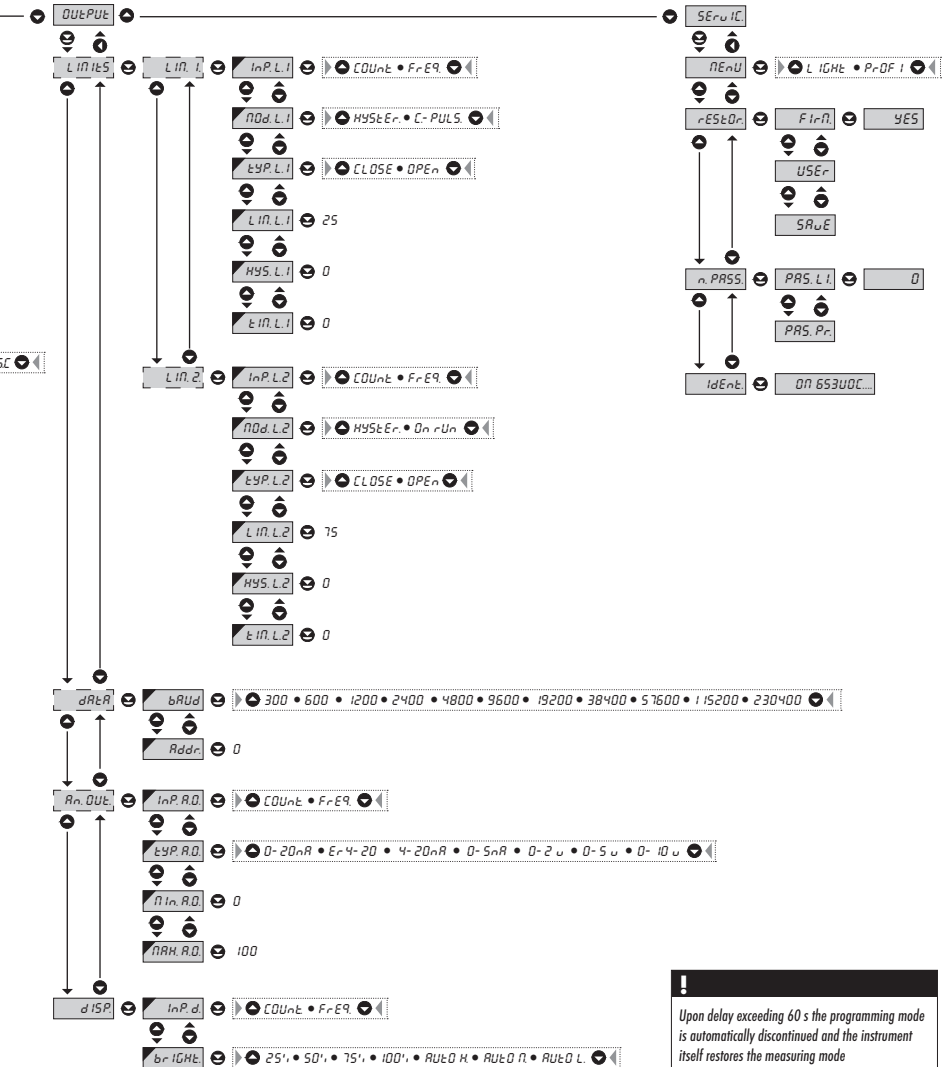 OUTPUT
SERVIC.
LIMITS LIM. 1. INP. L.1 COUNT • FREQ.
MENU LIGHT • PROFI
MOD. L.1 HYSTER. • C-PULS.
RESTOR. FIRM. YES
TYP. L.1 CLOSE • OPEN
USER
LIM. L.1 25
SAVE
HYS. L.1 0
N. PASS. PAS. L1. 0
TIM. L.1 0
PAS. Pr.
LIM. 2. INP. L.2 COUNT • FREQ.
IDENT. OM 653UQC....
MOD. L.2 HYSTER. • ON RUN
TYP. L.2 CLOSE • OPEN
LIM. L.2 75
HYS. L.2 0
TIM. L.2 0
DATA BAUD 300 • 600 • 1200 • 2400 • 4800 • 9600 • 19200 • 38400 • 57600 • 115200 • 230400
ADDR. 0
AN. OUT. INP. A.O. COUNT • FREQ.
TYP. A.O. 0-20mA • Er4-20 • 4-20mA • 0-5mA • 0-2 V • 0-5 V • 0-10 V
MIN. A.O. 0
MAX. A.O. 100
DISP. INP. D. COUNT • FREQ.
BRIGHT. 25% • 50% • 75% • 100% • AUTO H. • AUTO M. • AUTO L.
!
Upon delay exceeding 60 s the programming mode
is automatically discontinued and the instrument
itself restores the measuring mode